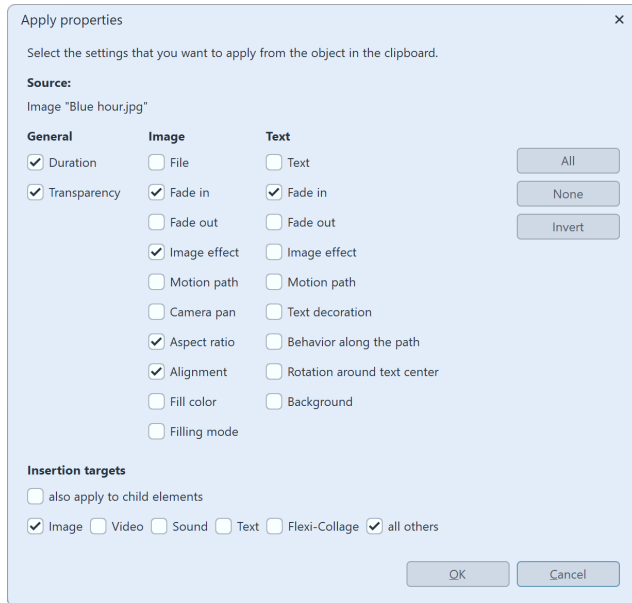 Apply properties
Select the settings that you want to apply from the object in the clipboard.
Source:
Image "Blue hour.jpg"
General Image Text
Duration File Text All
Transparency Fade in Fade in None
Fade out Fade out Invert
Image effect Image effect
Motion path Motion path
Camera pan Text decoration
Aspect ratio Behavior along the path
Alignment Rotation around text center
Fill color Background
Filling mode
Insertion targets
also apply to child elements
Image Video Sound Text Flexi-Collage all others
OK Cancel